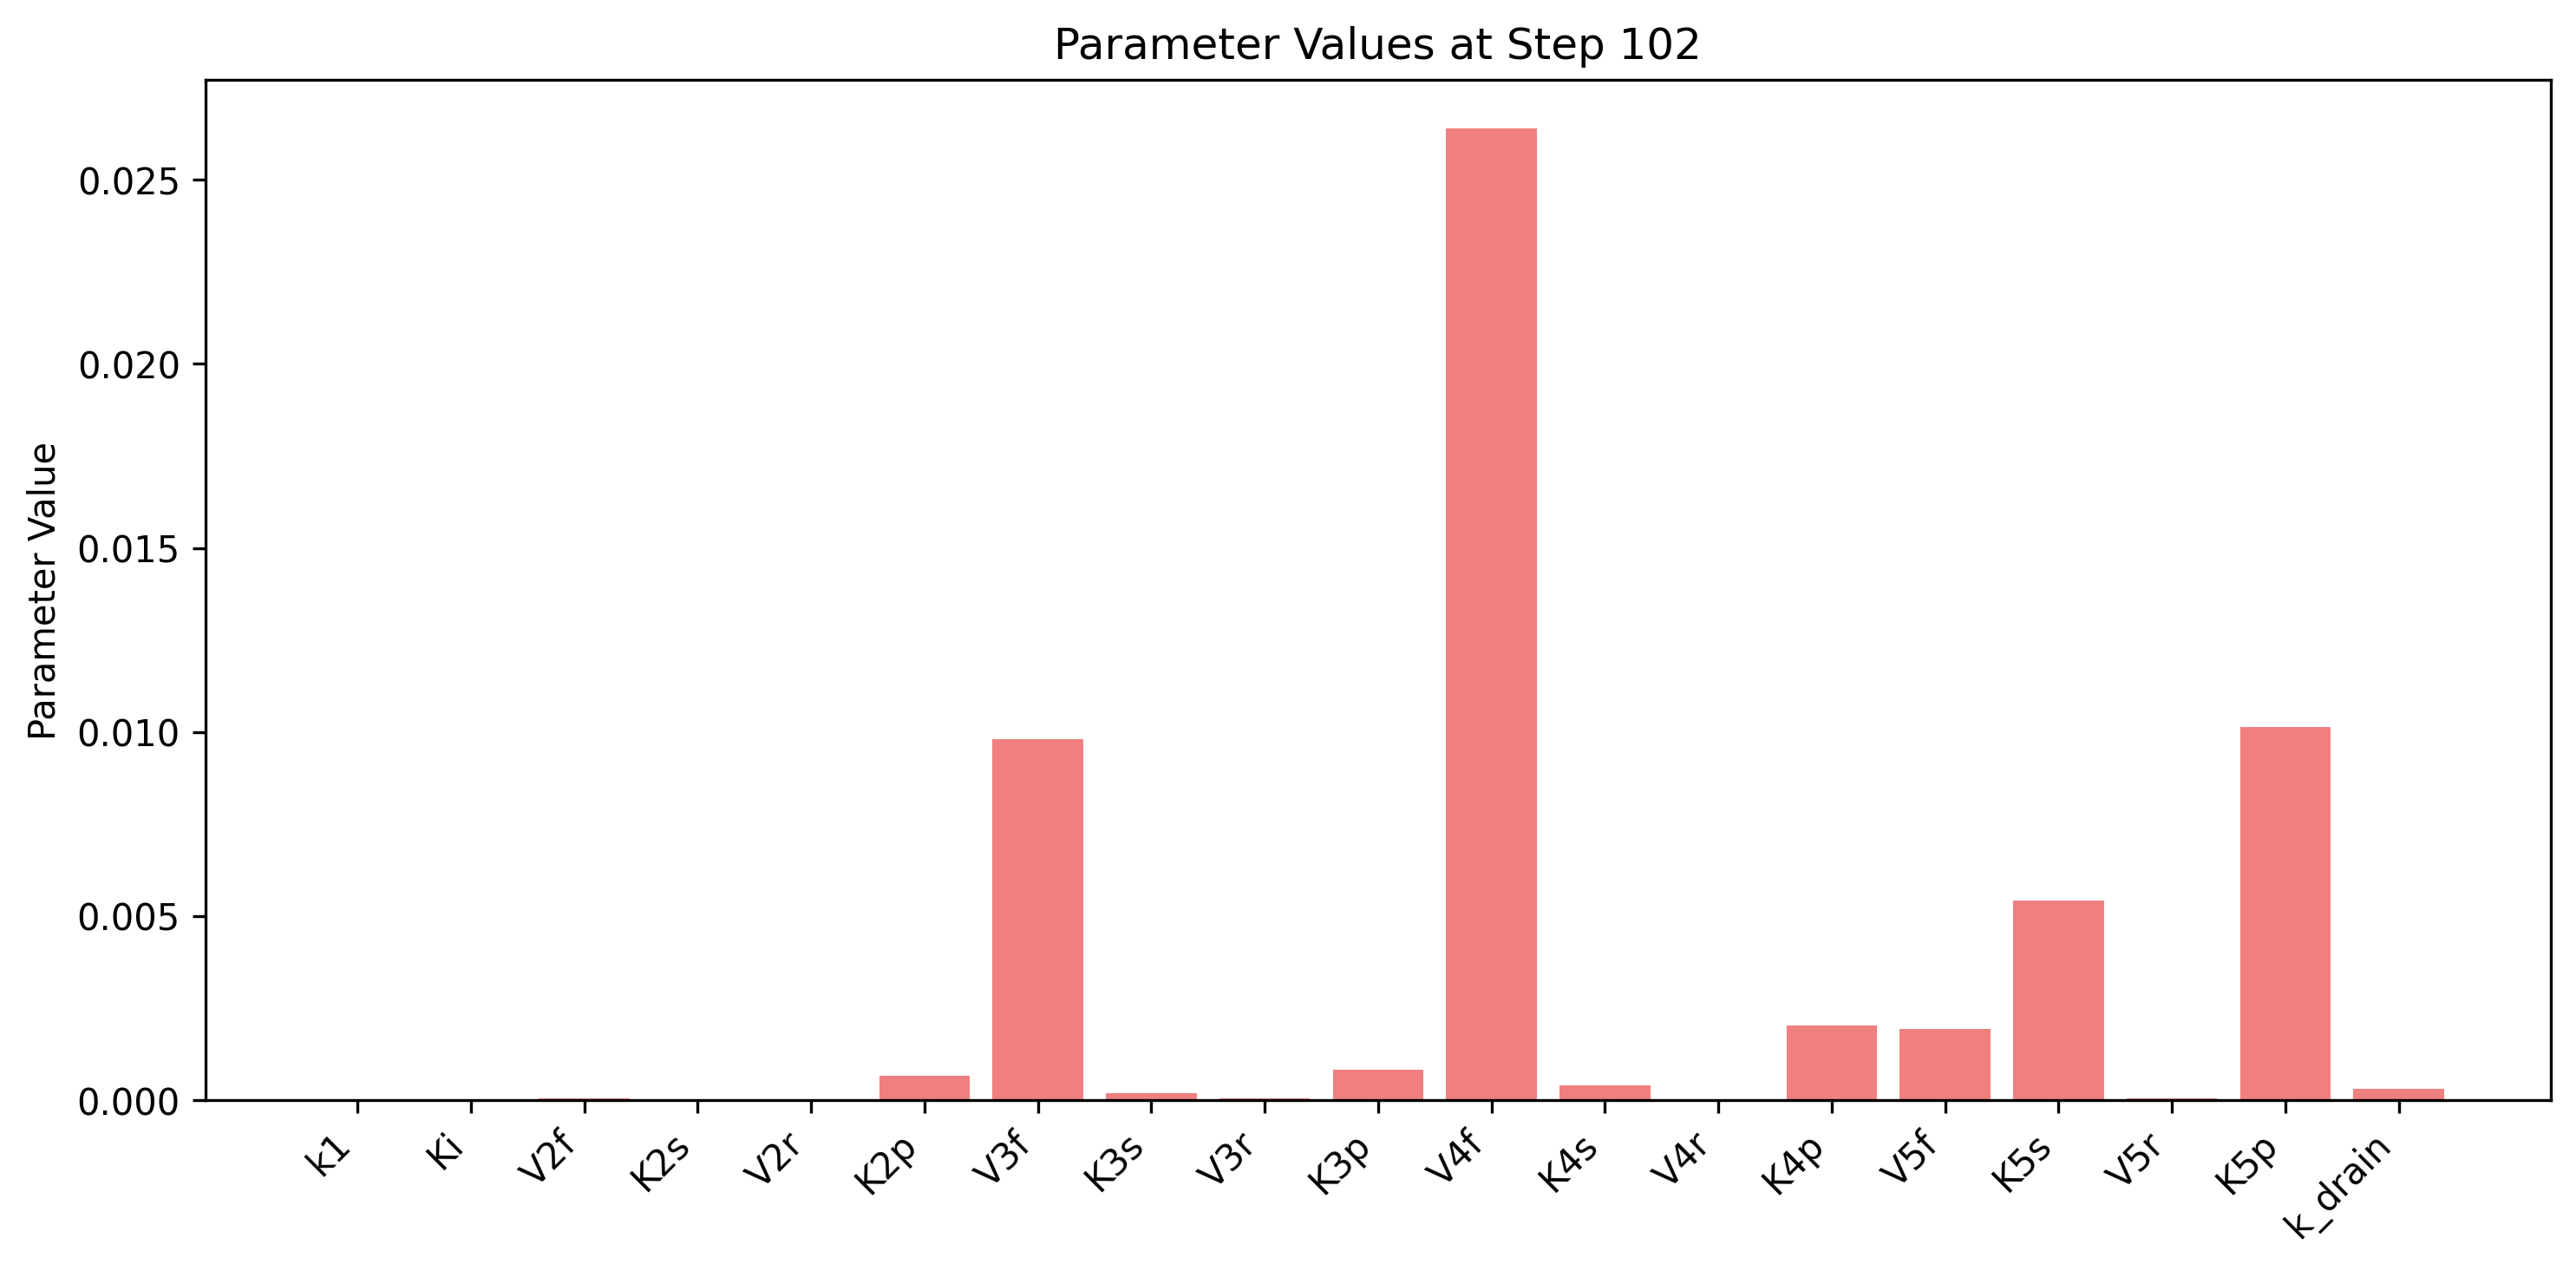 Parameter Values at Step 102
Parameter Value
0.025
0.020
0.015
0.010
0.005
0.000
k1
Ki
V2f
K2s
V2r
K2p
V3f
K3s
V3r
K3p
V4f
K4s
V4r
K4p
V5f
K5s
V5r
K5p
k_drain